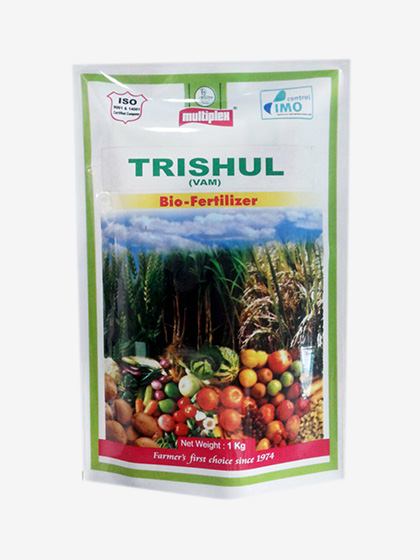 ISO
9001 & 14001
Certified Company
multiplex
control
IMO
TRISHUL
(VAM)
Bio-Fertilizer
Net Weight : 1 Kg
Farmer's first choice since 1974